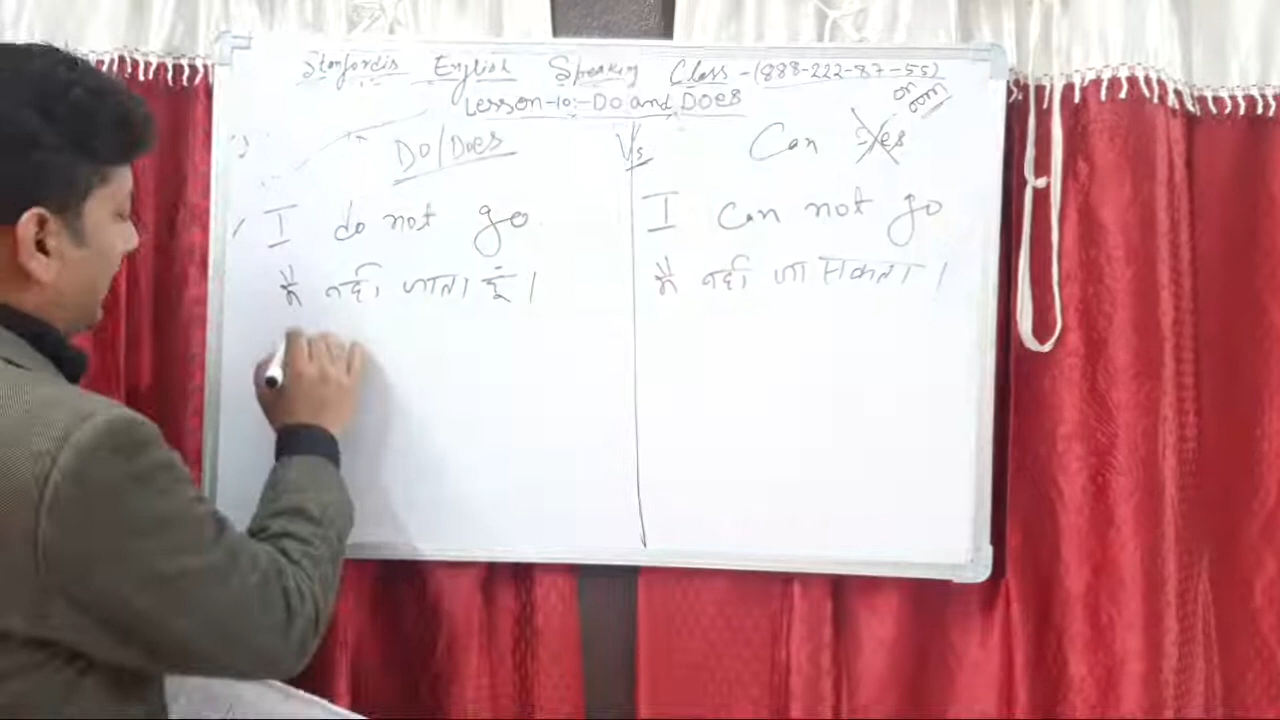 Stanfordis English Speaking Class - (888-222-87-55)
Lesson-10:- Do and DOES
Do/Does Vs Can
I do not go
I can not go
मैं नहीं जाता हूँ।
मैं नहीं जा सकता।